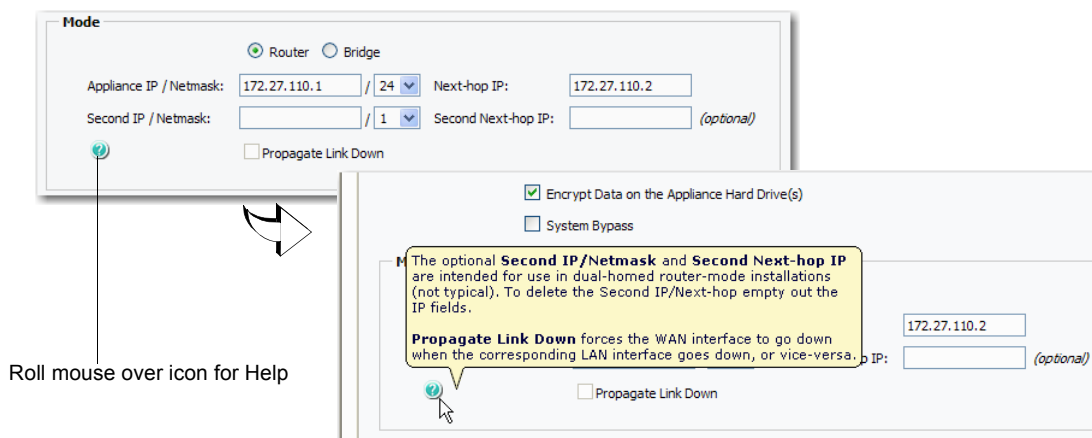 Mode
Router Bridge
Appliance IP / Netmask: 172.27.110.1 / 24 Next-hop IP: 172.27.110.2
Second IP / Netmask: / 1 Second Next-hop IP: (optional)
? Propagate Link Down
Encrypt Data on the Appliance Hard Drive(s)
System Bypass
M
The optional Second IP/Netmask and Second Next-hop IP
are intended for use in dual-homed router-mode installations
(not typical). To delete the Second IP/Next-hop empty out the
IP fields.
Propagate Link Down forces the WAN interface to go down
when the corresponding LAN interface goes down, or vice-versa.
172.27.110.2
p IP: (optional)
? Propagate Link Down
Roll mouse over icon for Help